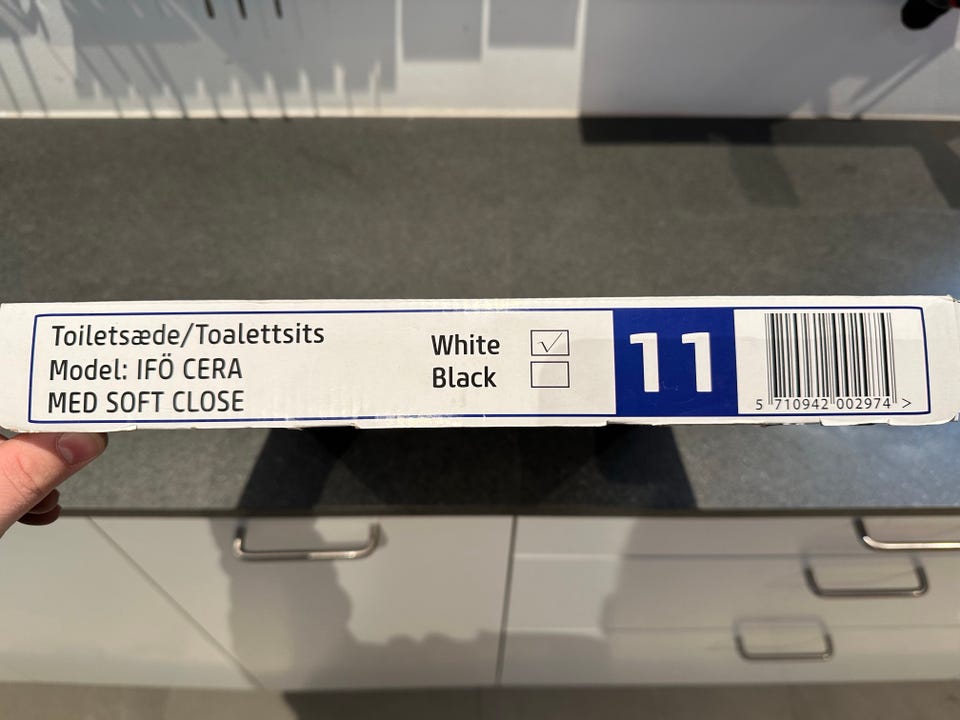 Toiletsæde/Toalettsits
Model: IFÖ CERA
MED SOFT CLOSE
White
Black
11
5 710942 002974 >